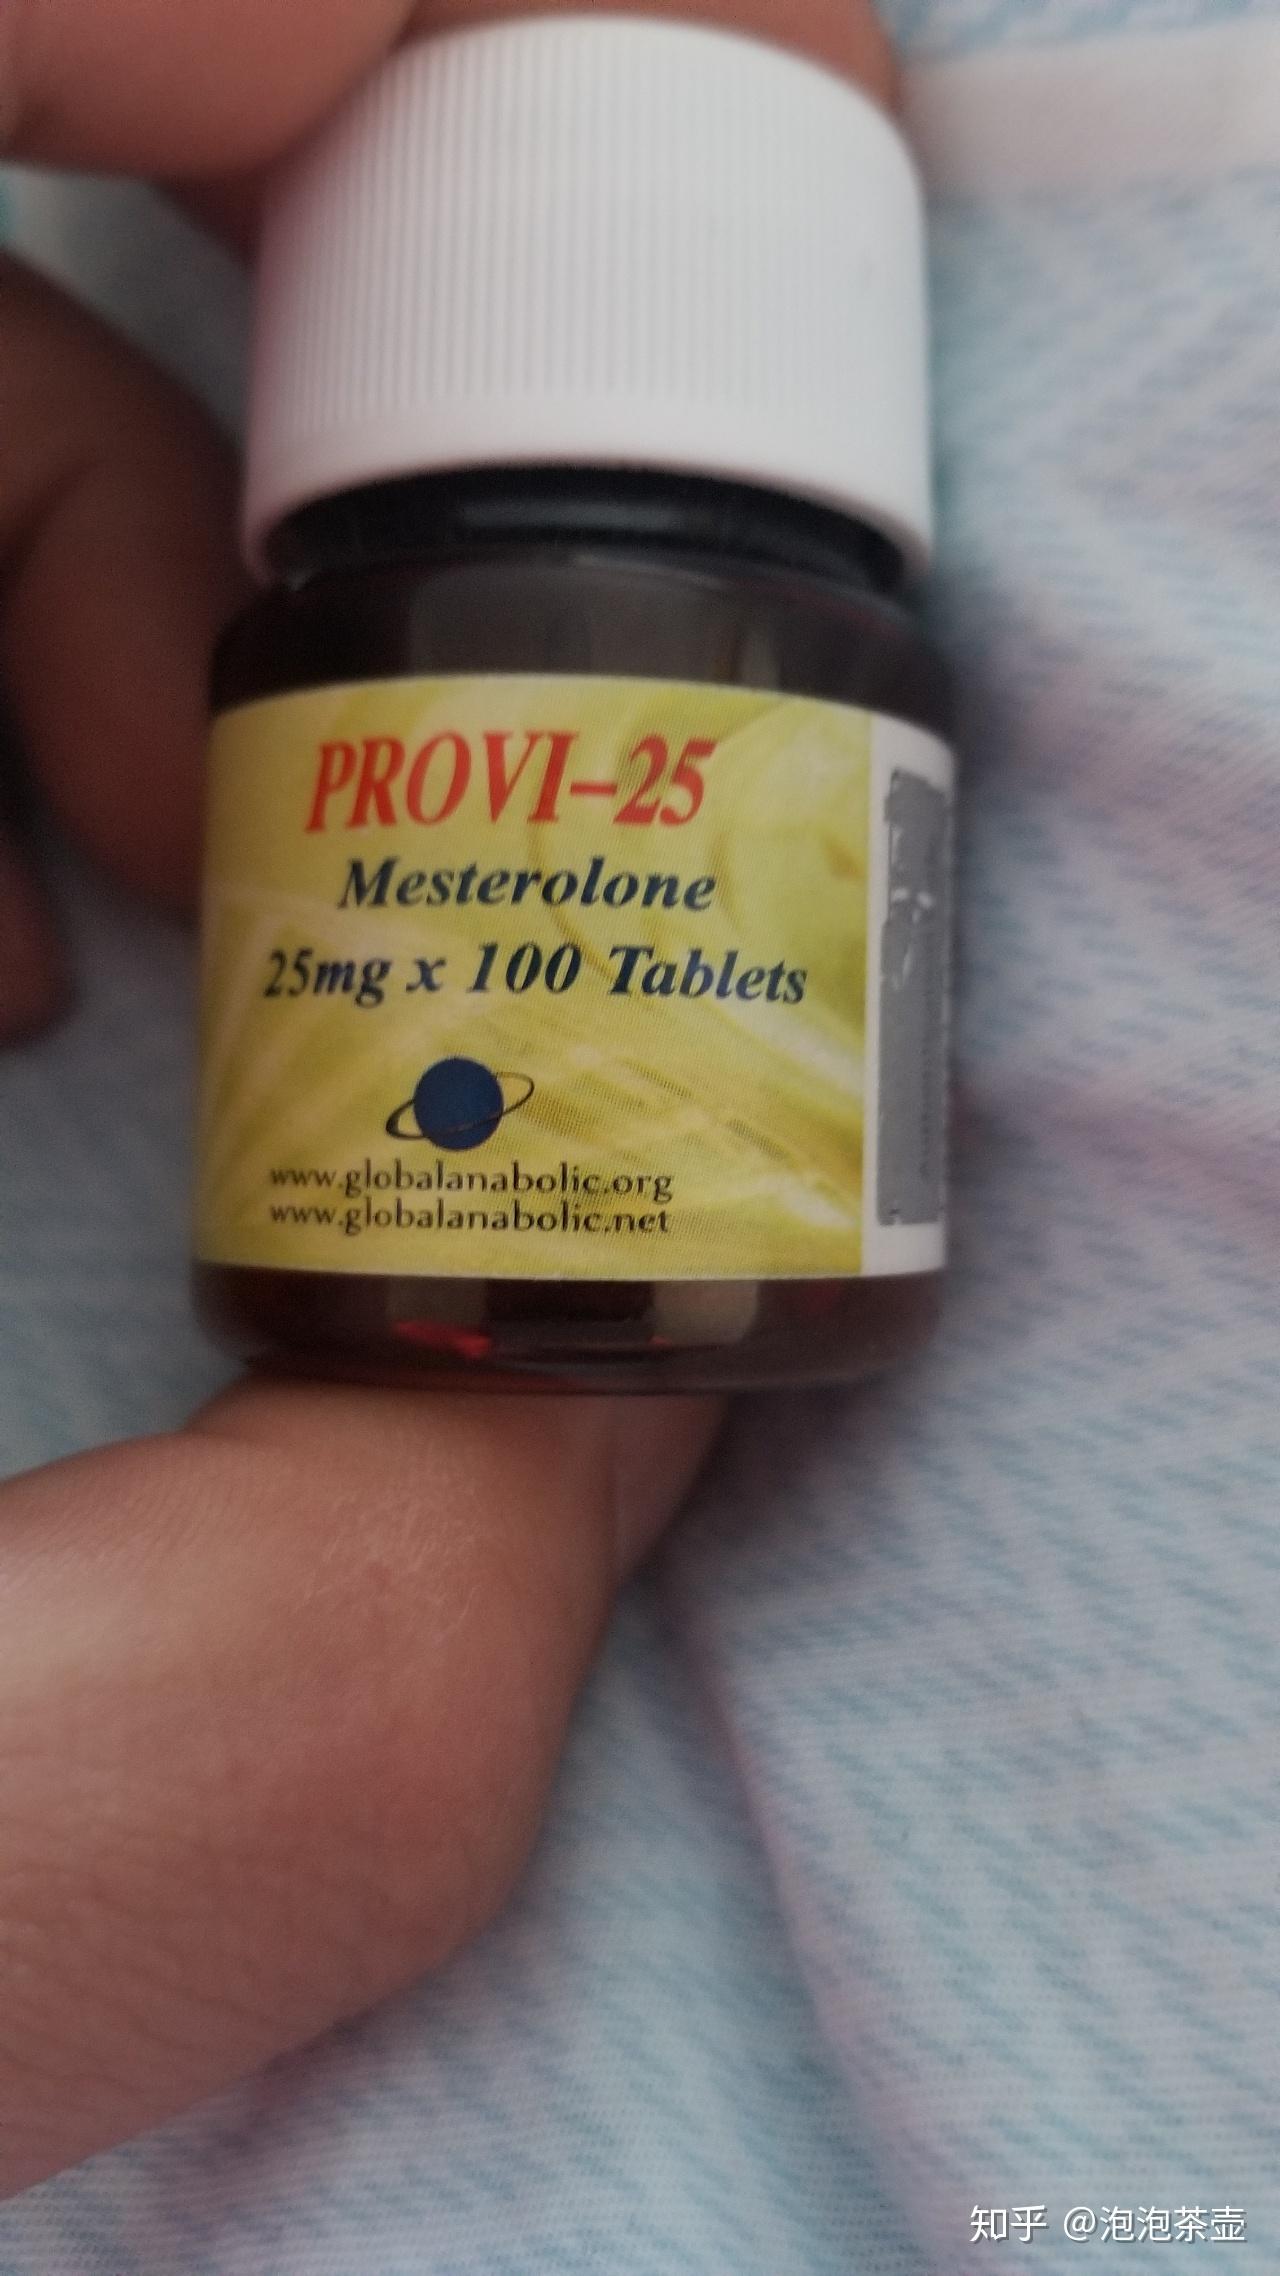 PROVI-25
Mesterolone
25mg x 100 Tablets
www.globalanabolic.org
www.globalanabolic.net
知乎 @泡泡茶壶